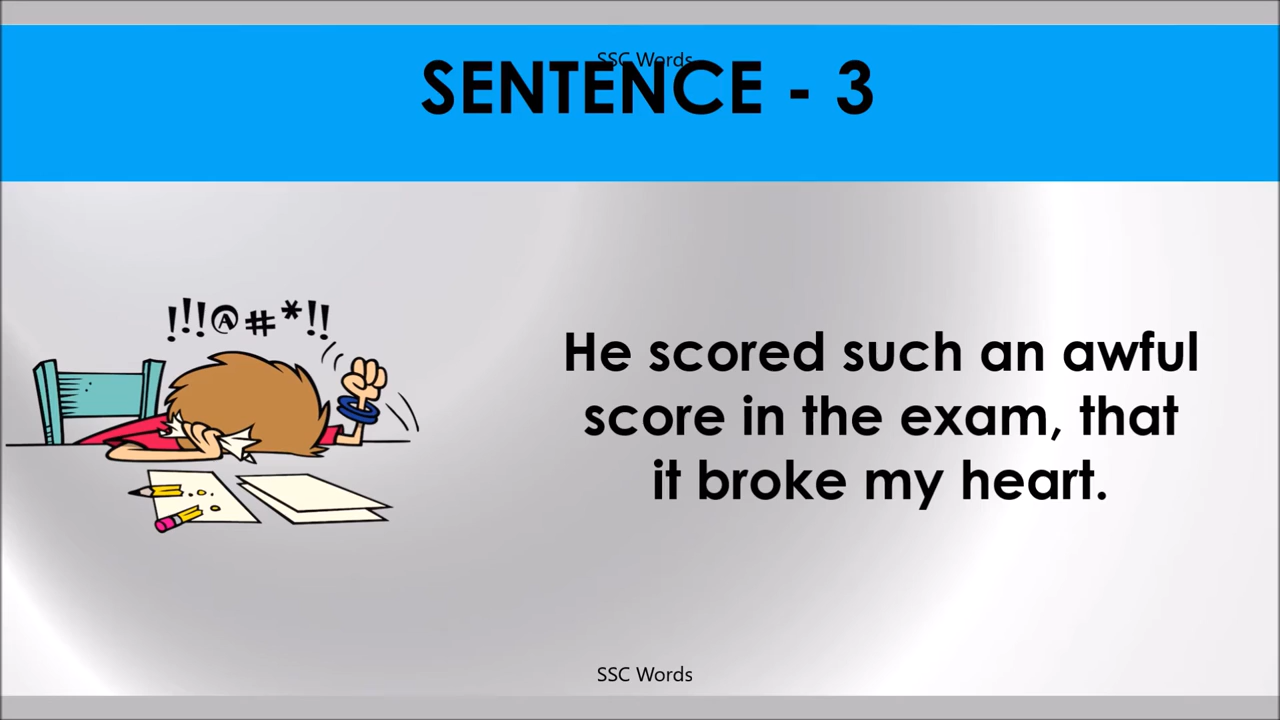 SSC Words
SENTENCE - 3
!!!@#*!!
He scored such an awful
score in the exam, that
it broke my heart.
SSC Words